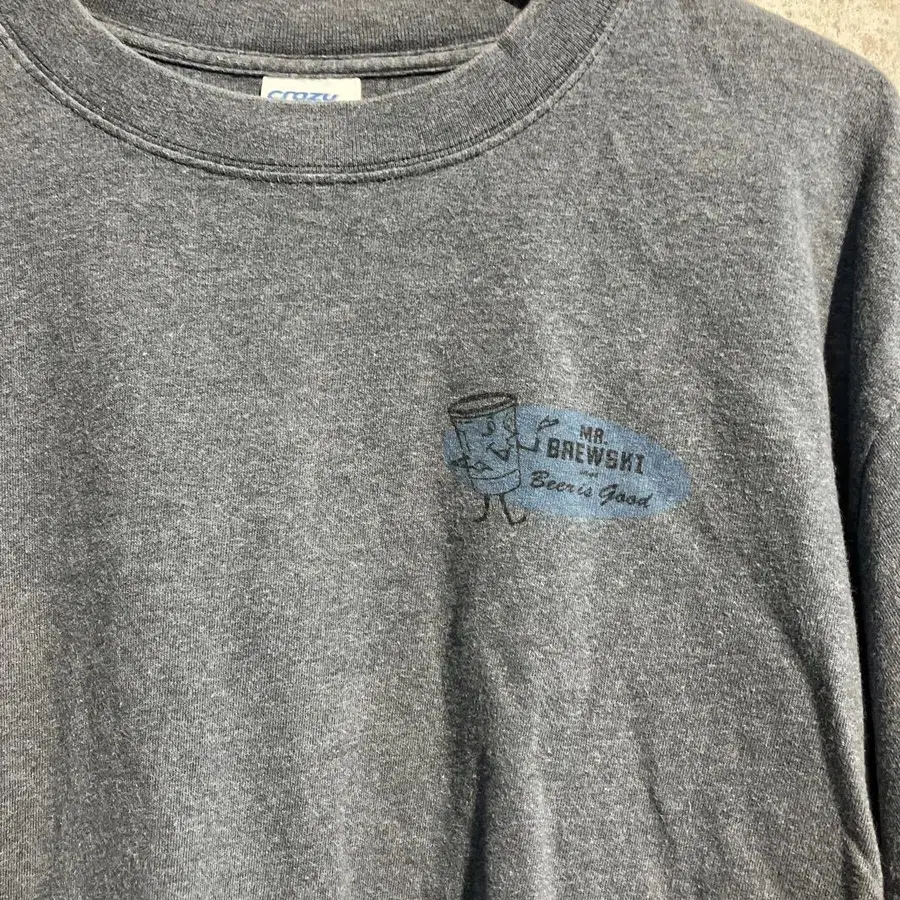 crazy
MR.
BREWSKI
Beer is Good